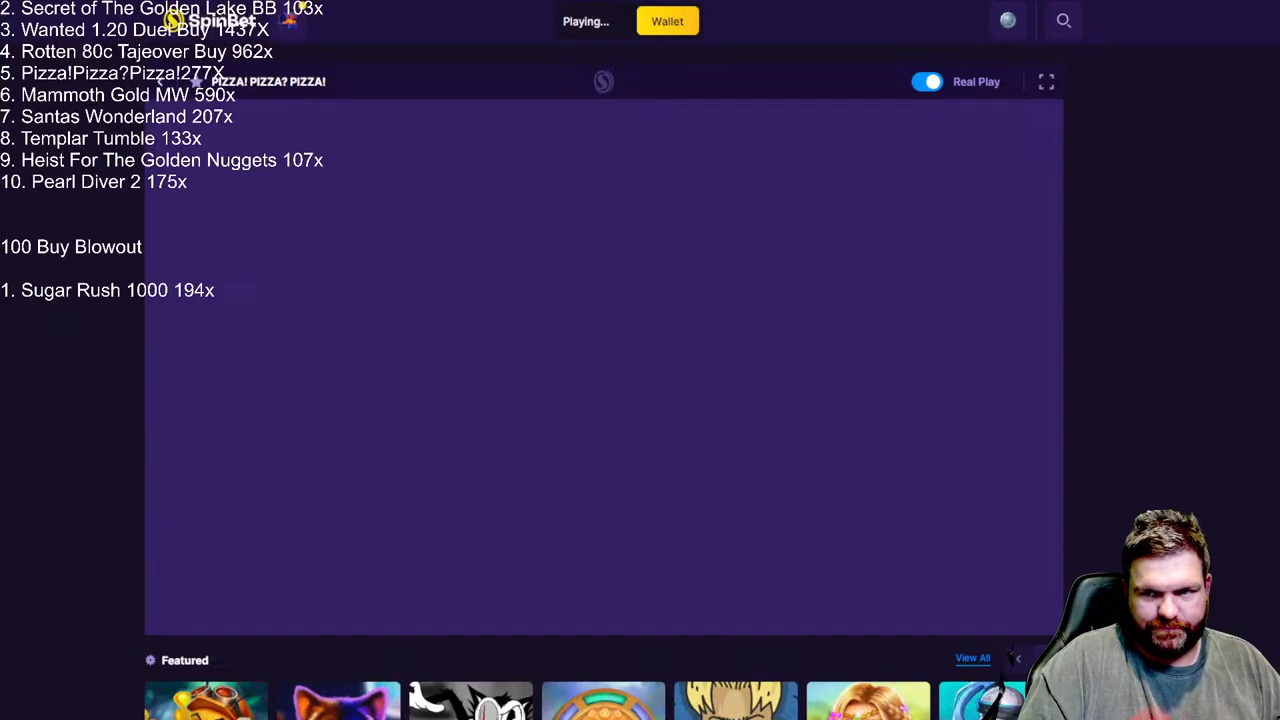 2. Secret of The Golden Lake BB 103x
SpinBet
Playing...
Wallet
3. Wanted 1.20 Duel Buy 1437X
4. Rotten 80c Tajeover Buy 962x
5. Pizza!Pizza?Pizza!277X
PIZZA! PIZZA? PIZZA!
Real Play
6. Mammoth Gold MW 590x
7. Santas Wonderland 207x
8. Templar Tumble 133x
9. Heist For The Golden Nuggets 107x
10. Pearl Diver 2 175x
100 Buy Blowout
1. Sugar Rush 1000 194x
Featured
View All